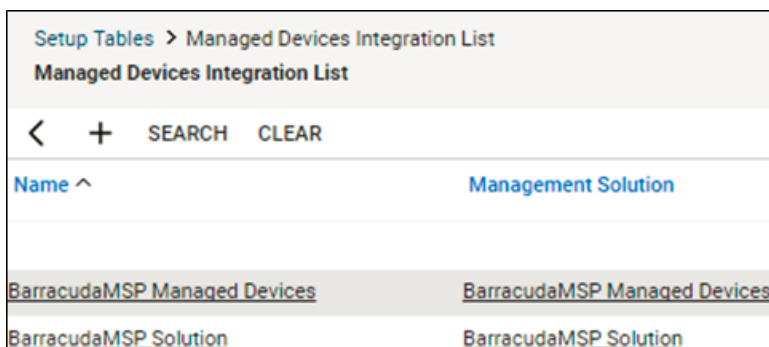 Setup Tables > Managed Devices Integration List
Managed Devices Integration List
< + SEARCH CLEAR
Name ^ Management Solution
BarracudaMSP Managed Devices BarracudaMSP Managed Devices
BarracudaMSP Solution BarracudaMSP Solution